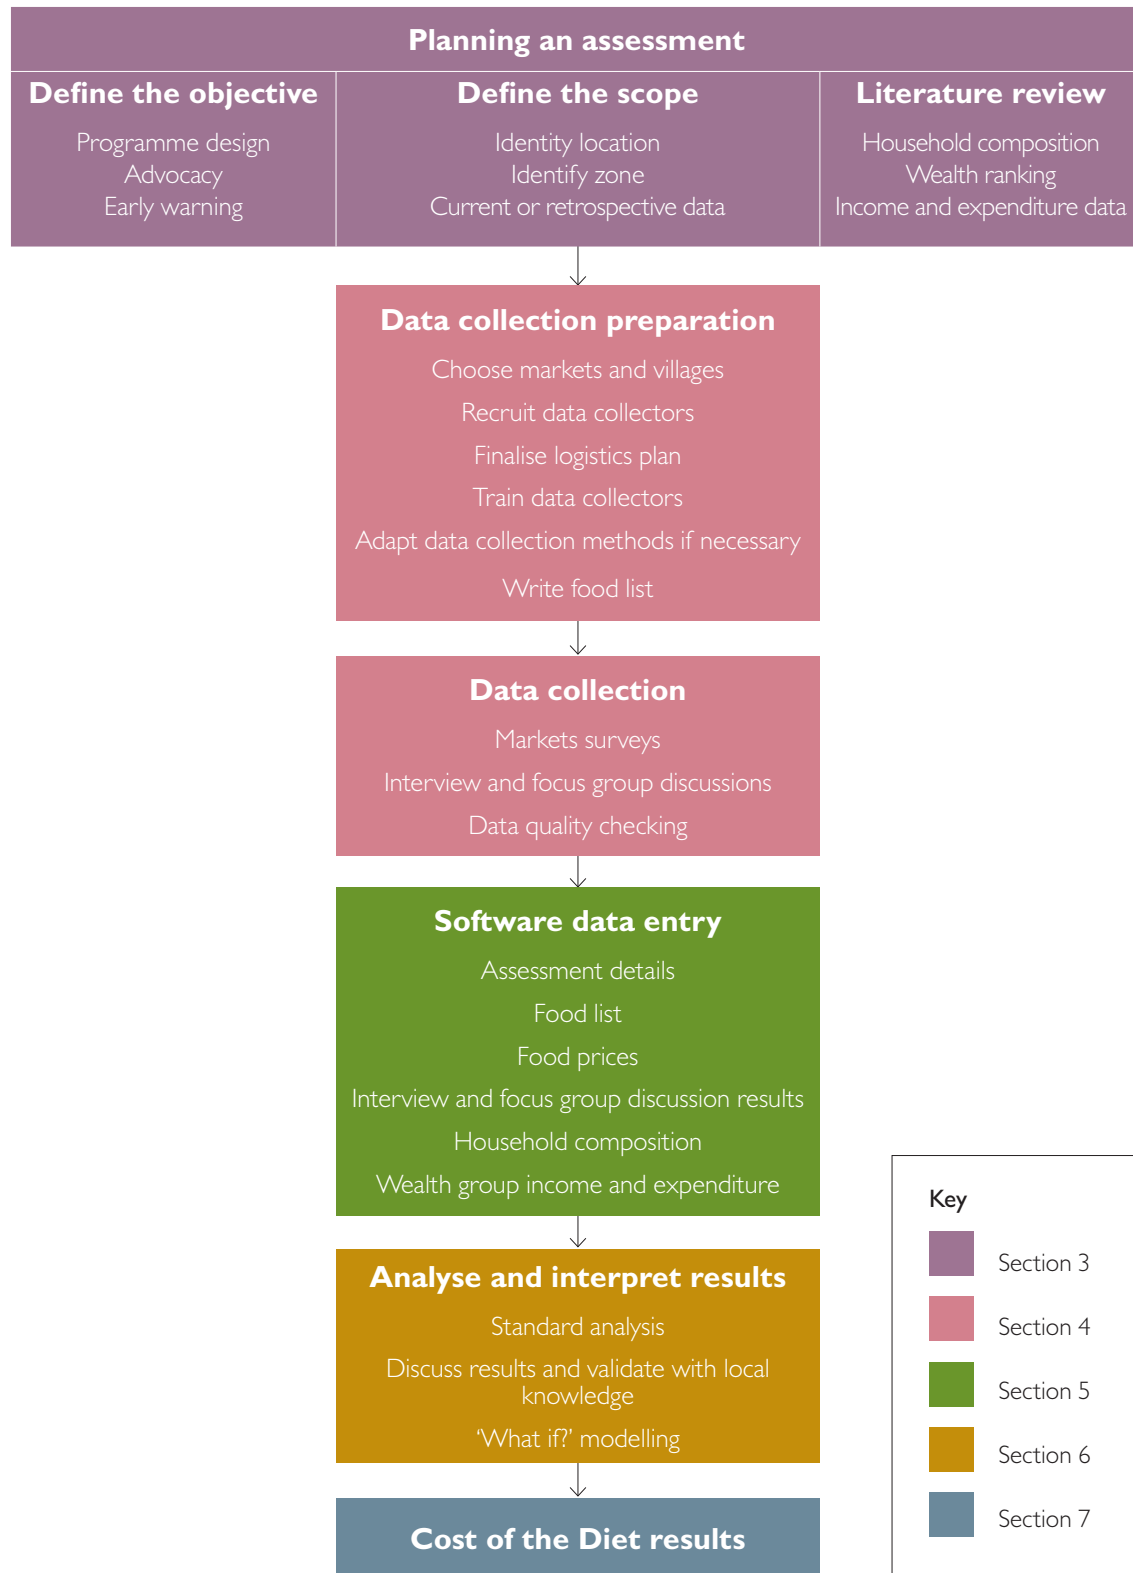 Planning an assessment
Define the objective
Programme design
Advocacy
Early warning
Define the scope
Identity location
Identify zone
Current or retrospective data
Literature review
Household composition
Wealth ranking
Income and expenditure data
Data collection preparation
Choose markets and villages
Recruit data collectors
Finalise logistics plan
Train data collectors
Adapt data collection methods if necessary
Write food list
Data collection
Markets surveys
Interview and focus group discussions
Data quality checking
Software data entry
Assessment details
Food list
Food prices
Interview and focus group discussion results
Household composition
Wealth group income and expenditure
Analyse and interpret results
Standard analysis
Discuss results and validate with local
knowledge
‘What if?’ modelling
Cost of the Diet results
Key
Section 3
Section 4
Section 5
Section 6
Section 7